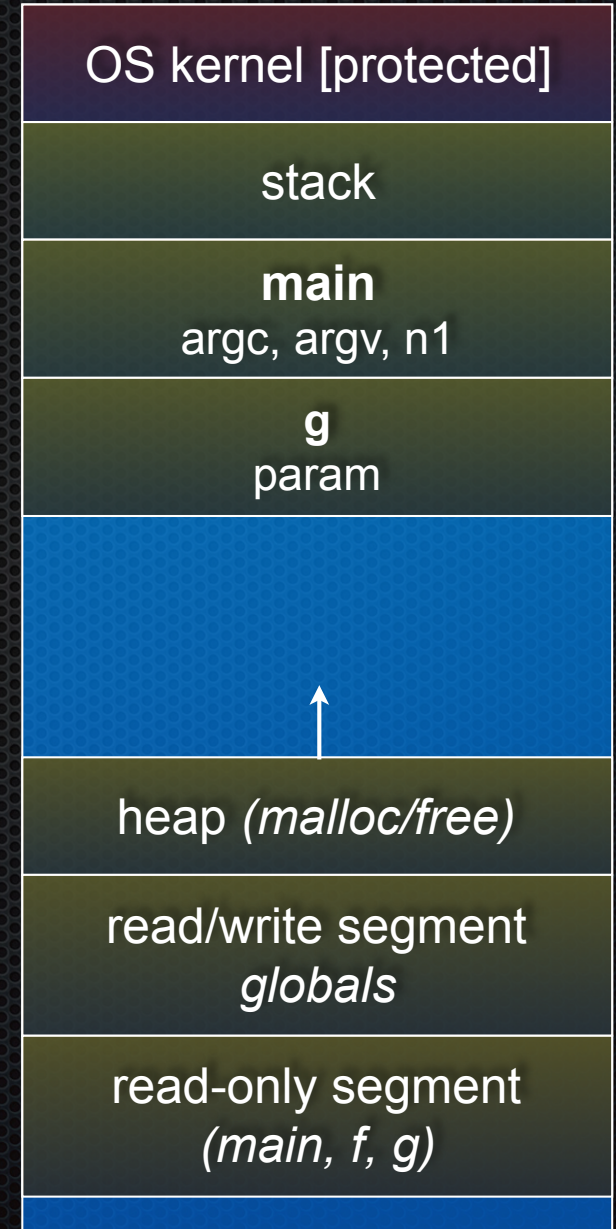 OS kernel [protected]
stack
main
argc, argv, n1
g
param
heap (malloc/free)
read/write segment
globals
read-only segment
(main, f, g)